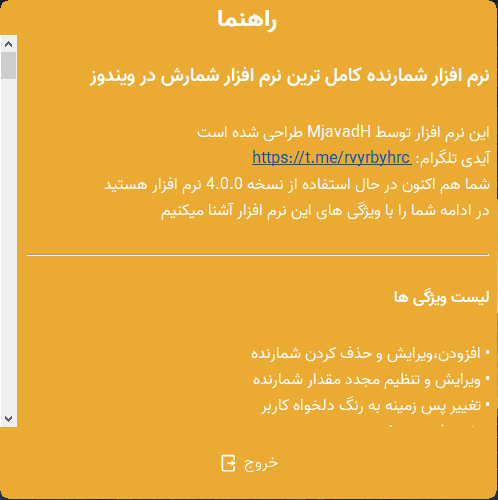 راهنما
نرم افزار شمارنده کامل ترین نرم افزار شمارش در ویندوز
این نرم افزار توسط MjavadH طراحی شده است
آیدی تلگرام: https://t.me/rvyrbyhrc
شما هم اکنون در حال استفاده از نسخه 4.0.0 نرم افزار هستید
در ادامه شما را با ویژگی های این نرم افزار آشنا میکنیم
لیست ویژگی ها
• افزودن،ویرایش و حذف کردن شمارنده
• ویرایش و تنظیم مجدد مقدار شمارنده
• تغییر پس زمینه به رنگ دلخواه کاربر
خروج